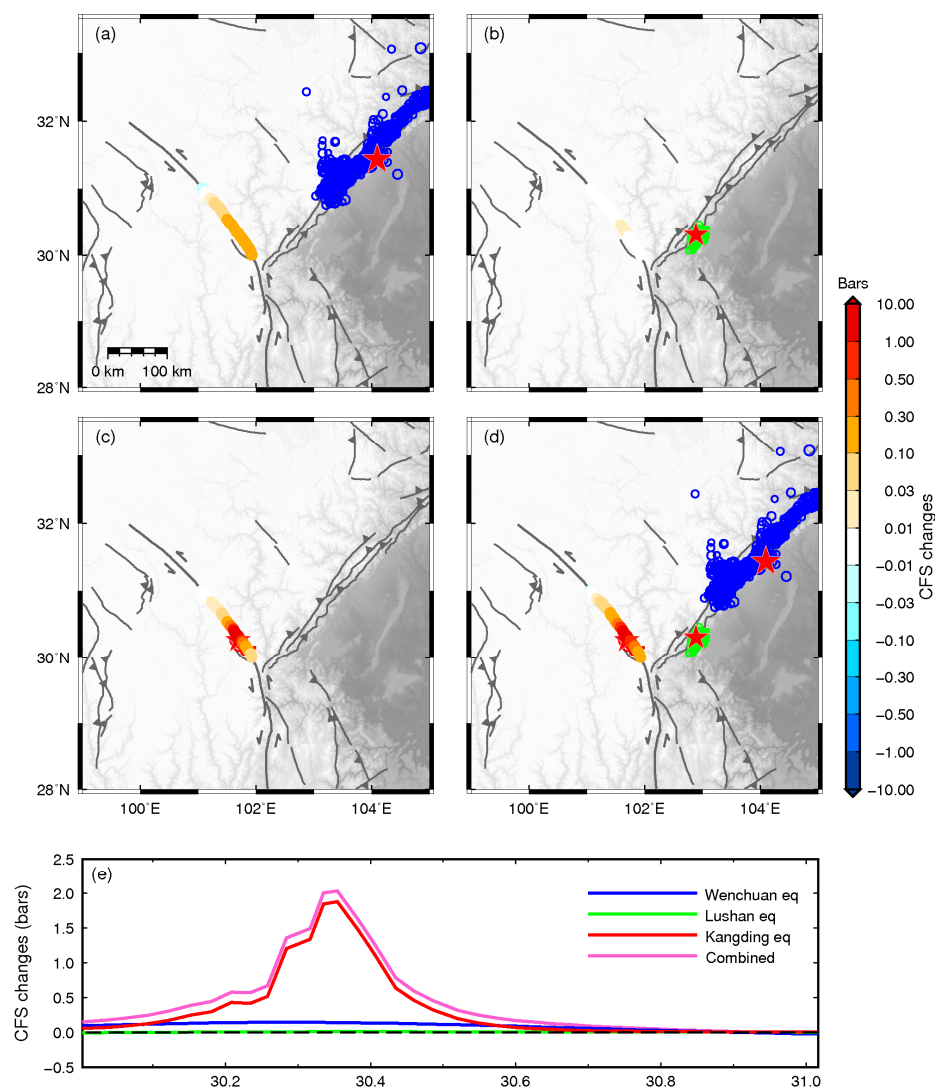 (a)
(b)
32°N
30°N
28°N
0 km 100 km
Bars
10.00
1.00
0.50
0.30
0.10
0.03
0.01
−0.01
−0.03
−0.10
−0.30
−0.50
−1.00
−10.00
CFS changes
(c)
(d)
32°N
30°N
28°N
100°E
102°E
104°E
100°E
102°E
104°E
(e)
CFS changes (bars)
2.5
2.0
1.5
1.0
0.5
0.0
−0.5
Wenchuan eq
Lushan eq
Kangding eq
Combined
30.2
30.4
30.6
30.8
31.0